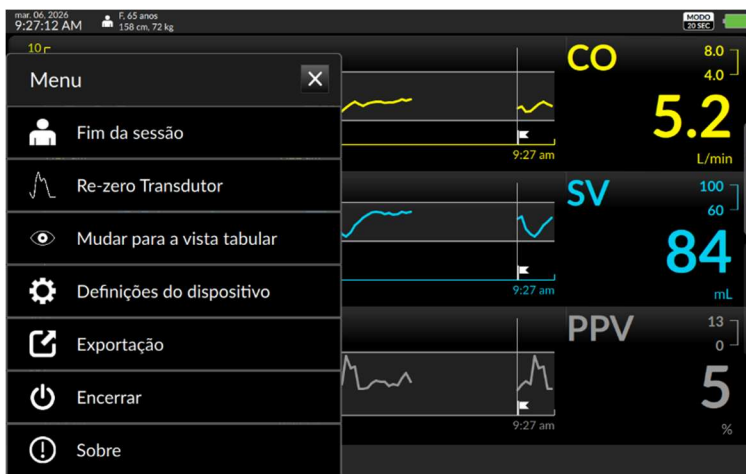 mar. 06, 2026
9:27:12 AM
F, 65 anos
158 cm, 72 kg
MODO
20 SEC
10
Menu
X
Fim da sessão
Re-zero Transdutor
Mudar para a vista tabular
Definições do dispositivo
Exportação
Encerrar
Sobre
CO
8.0
4.0
5.2
L/min
9:27 am
SV
100
60
84
mL
9:27 am
PPV
13
0
5
%
9:27 am